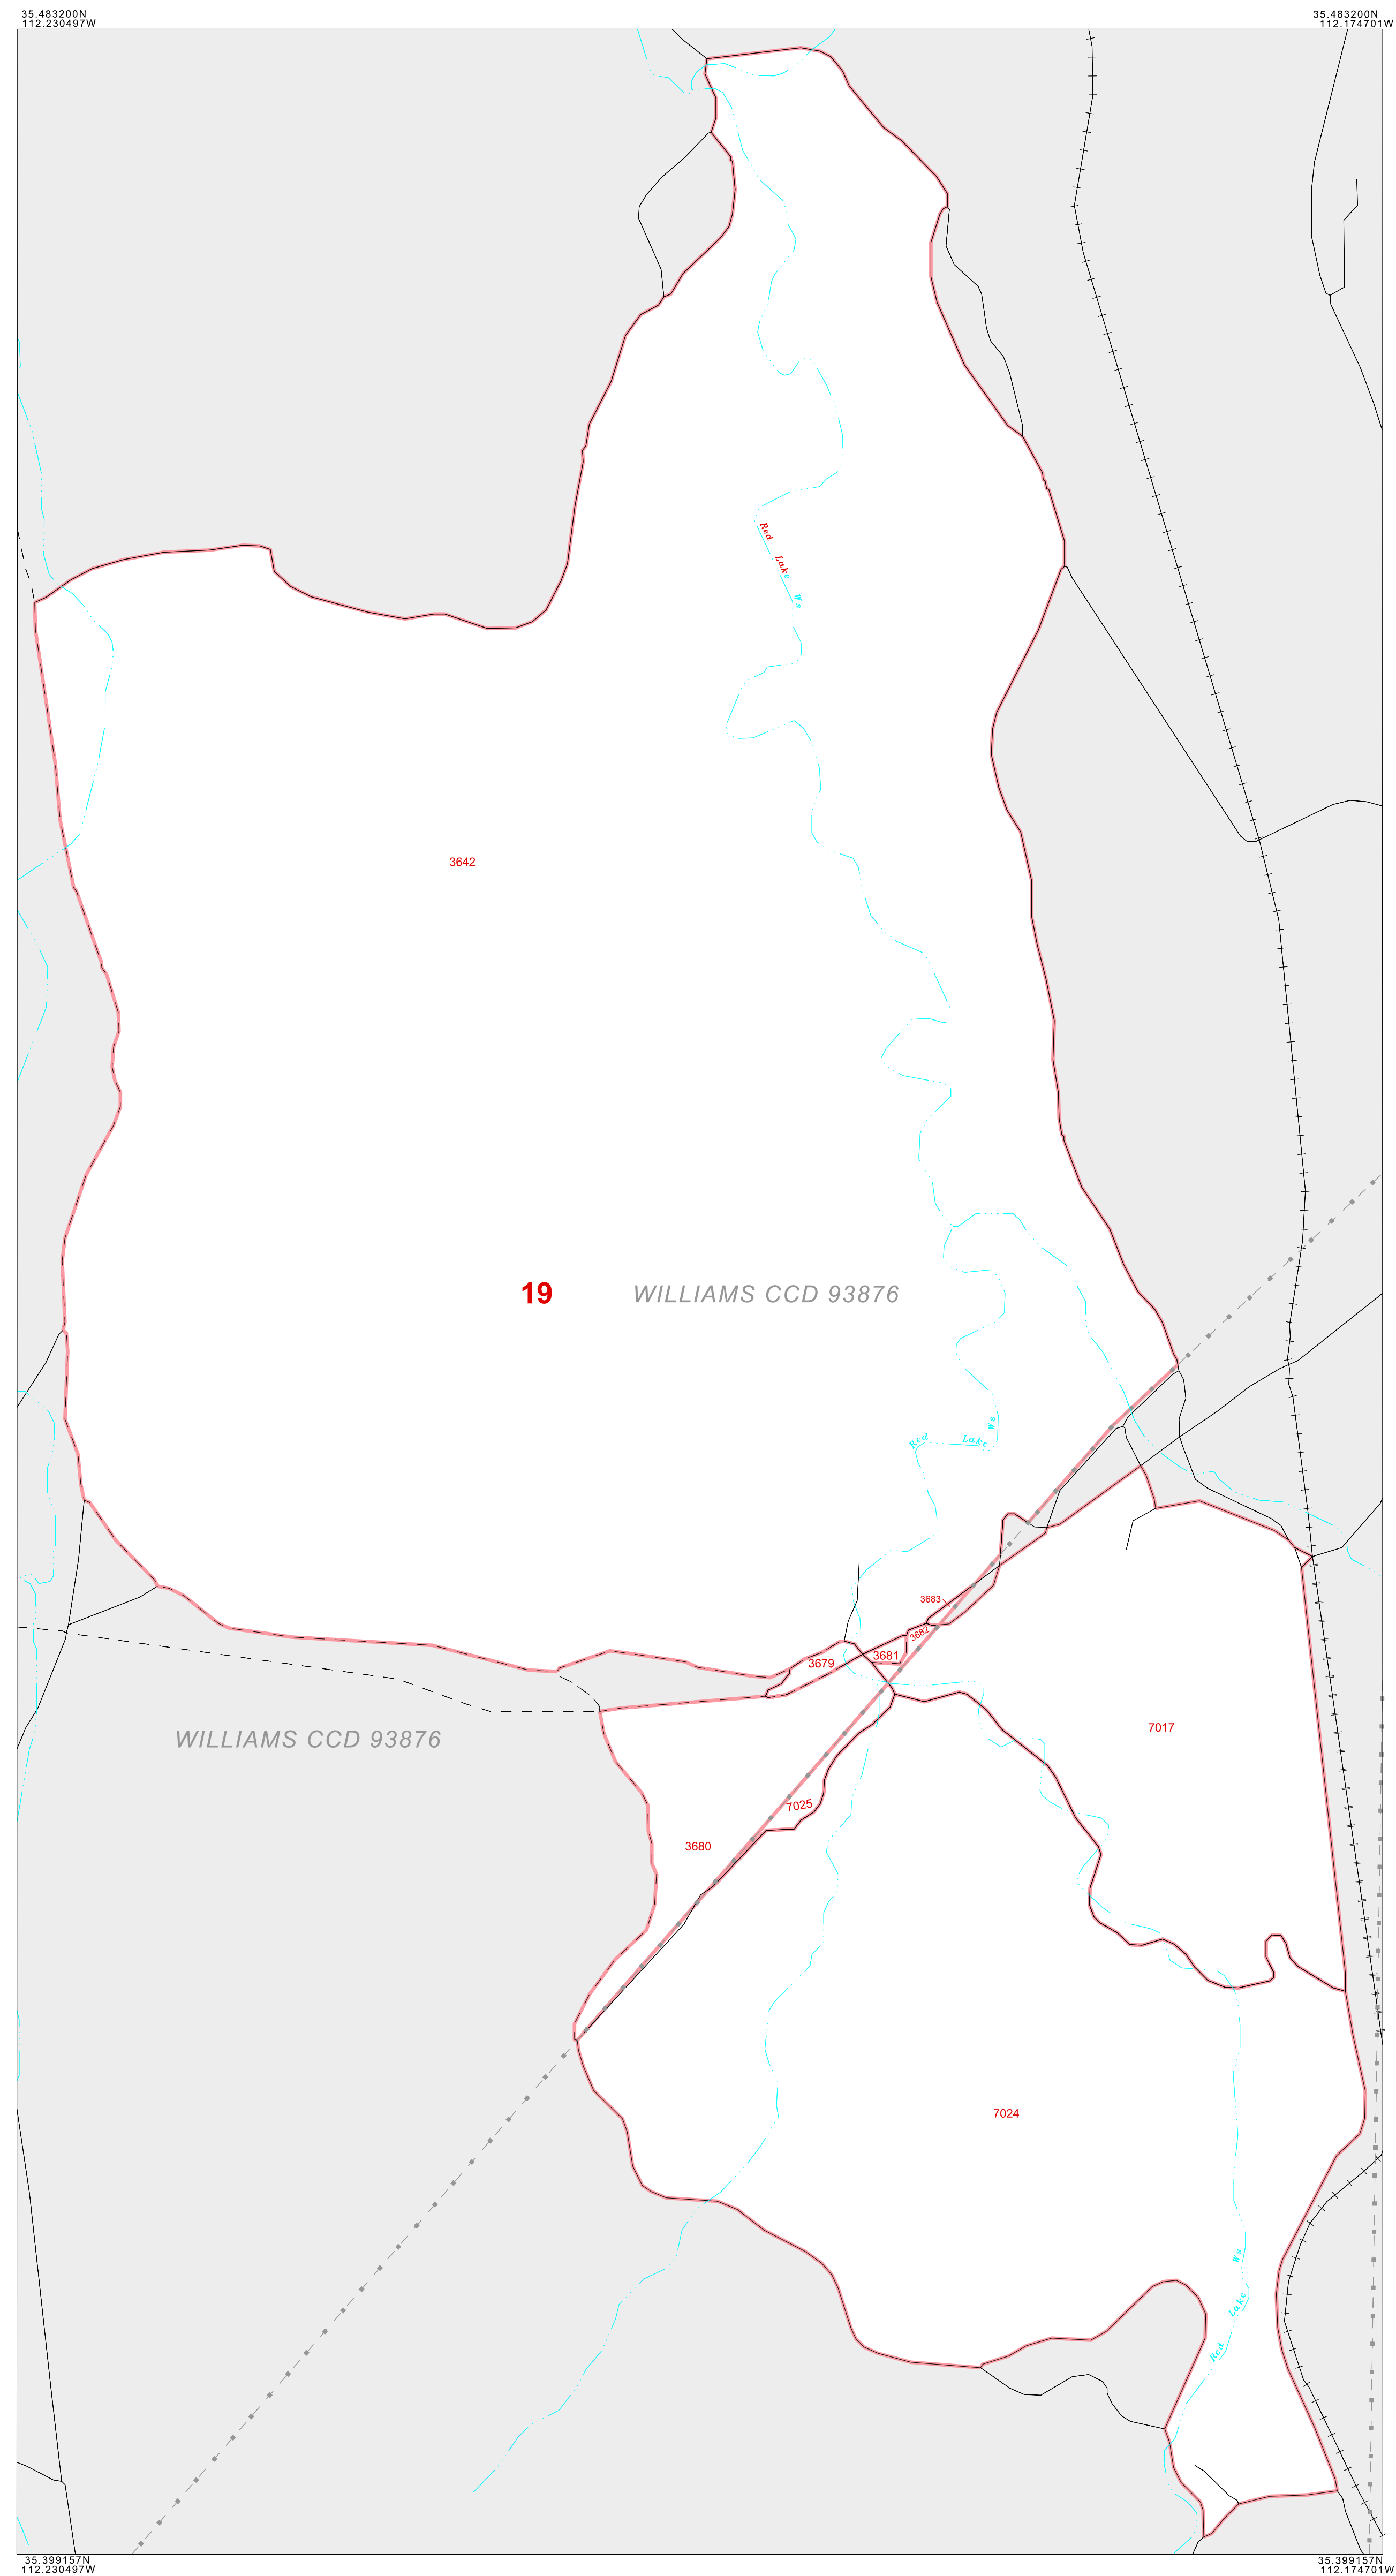 35.483200N
112.230497W
35.483200N
112.174701W
Red Lake Ws
3642
19
WILLIAMS CCD 93876
Red Lake Ws
3683
3682
3681
3679
7017
WILLIAMS CCD 93876
7025
3680
7024
Red Lake Ws
35.399157N
112.230497W
35.399157N
112.174701W